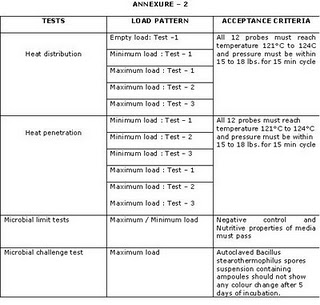 ANNEXURE – 2
TESTS LOAD PATTERN ACCEPTANCE CRITERIA
Heat distribution
Empty load: Test –1
Minimum load : Test – 1
Maximum load : Test – 1
Maximum load : Test – 2
Maximum load : Test – 3
All 12 probes must reach
temperature 121°C to 124C
and pressure must be within
15 to 18 lbs. for 15 min cycle
Heat penetration
Minimum load : Test – 1
Minimum load : Test – 2
Minimum load : Test – 3
Maximum load : Test – 1
Maximum load : Test – 2
Maximum load : Test – 3
All 12 probes must reach
temperature 121°C to 124°C
and pressure must be within
15 to 18 lbs. for 15 min cycle
Microbial limit tests
Maximum / Minimum load
Negative control and
Nutritive properties of media
must pass
Microbial challenge test
Maximum load
Autoclaved Bacillus
stearothermophilus spores
suspension containing
ampoules should not show
any colour change after 5
days of incubation.